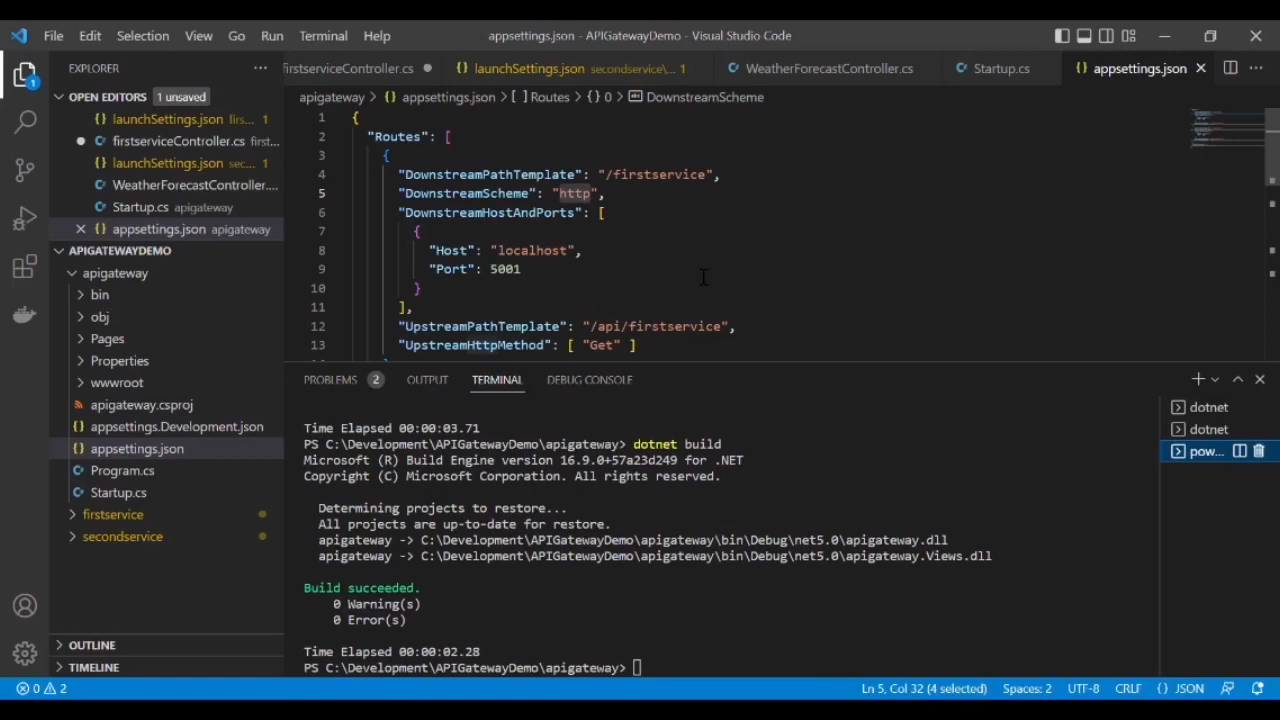 File Edit Selection View Go Run Terminal Help appsettings.json - APIGatewayDemo - Visual Studio Code
EXPLORER
firstserviceController.cs
launchSettings.json secondservice\... 1
WeatherForecastController.cs
Startup.cs
{} appsettings.json
1
OPEN EDITORS 1 unsaved
{} launchSettings.json firs... 1
firstserviceController.cs first...
{} launchSettings.json sec... 1
WeatherForecastController....
Startup.cs apigateway
{} appsettings.json apigateway
APIGATEWAYDEMO
apigateway
bin
obj
Pages
Properties
wwwroot
apigateway.csproj
{} appsettings.Development.json
{} appsettings.json
Program.cs
Startup.cs
firstservice
secondservice
OUTLINE
TIMELINE
apigateway > {} appsettings.json > [ ] Routes > {} 0 > DownstreamScheme
1 {
2 "Routes": [
3 {
4 "DownstreamPathTemplate": "/firstservice",
5 "DownstreamScheme": "http",
6 "DownstreamHostAndPorts": [
7 {
8 "Host": "localhost",
9 "Port": 5001
10 }
11 ],
12 "UpstreamPathTemplate": "/api/firstservice",
13 "UpstreamHttpMethod": [ "Get" ]
PROBLEMS 2 OUTPUT TERMINAL DEBUG CONSOLE
Time Elapsed 00:00:03.71
PS C:\Development\APIGatewayDemo\apigateway> dotnet build
Microsoft (R) Build Engine version 16.9.0+57a23d249 for .NET
Copyright (C) Microsoft Corporation. All rights reserved.
Determining projects to restore...
All projects are up-to-date for restore.
apigateway -> C:\Development\APIGatewayDemo\apigateway\bin\Debug\net5.0\apigateway.dll
apigateway -> C:\Development\APIGatewayDemo\apigateway\bin\Debug\net5.0\apigateway.Views.dll
Build succeeded.
0 Warning(s)
0 Error(s)
Time Elapsed 00:00:02.28
PS C:\Development\APIGatewayDemo\apigateway>
dotnet
dotnet
pow...
0 2 Ln 5, Col 32 (4 selected) Spaces: 2 UTF-8 CRLF {} JSON